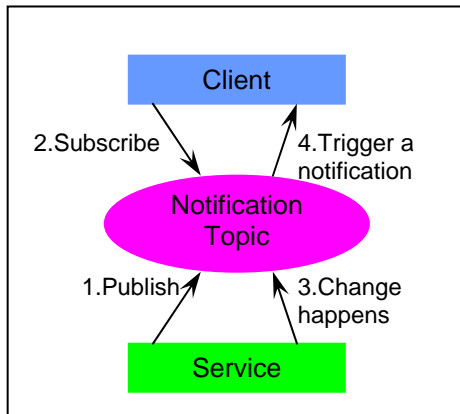 Client
2.Subscribe
4.Trigger a
notification
Notification
Topic
1.Publish
3.Change
happens
Service